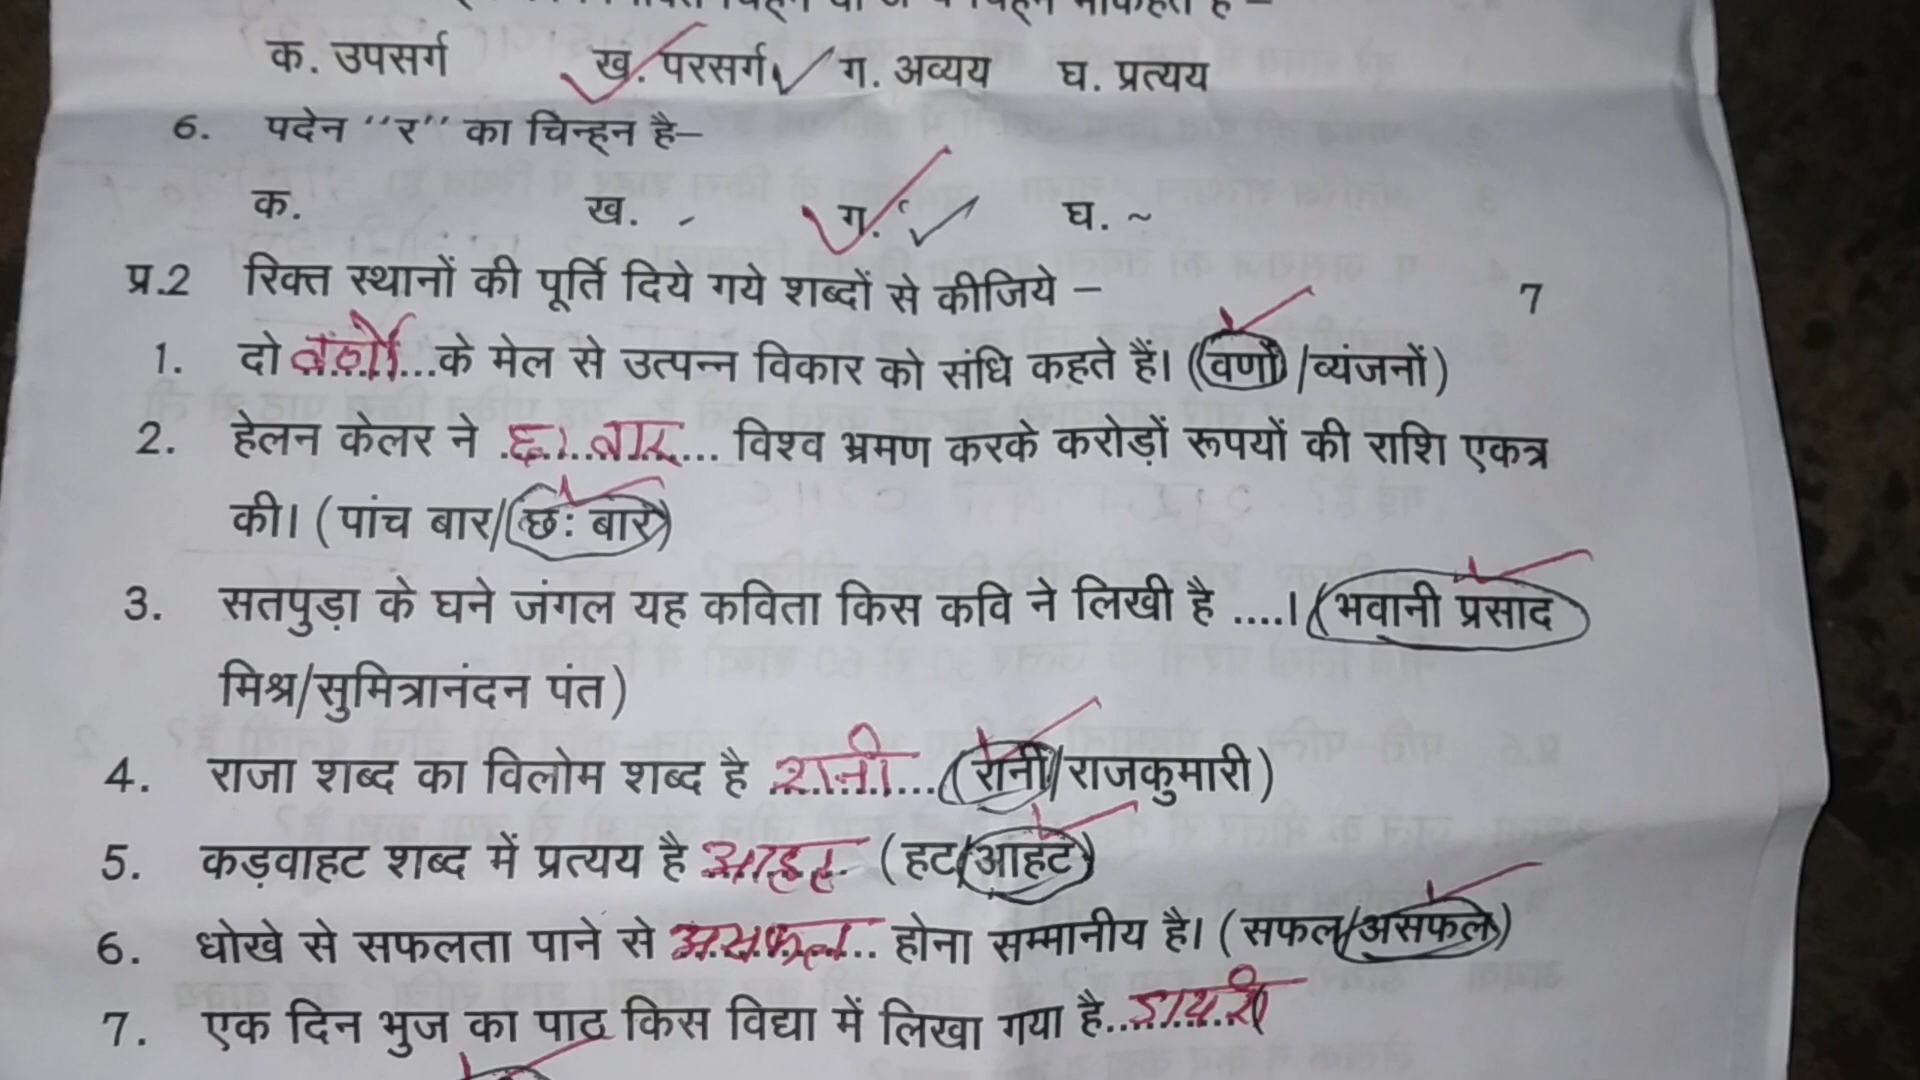 क. उपसर्ग ख. परसर्ग ग. अव्यय घ. प्रत्यय
6. पदेन “र” का चिन्ह्न है–
क. ख. ग. घ. ~
प्र.2 रिक्त स्थानों की पूर्ति दिये गये शब्दों से कीजिये – 7
1. दो वर्णो के मेल से उत्पन्न विकार को संधि कहते हैं। (वर्णो/व्यंजनों)
2. हेलन केलर ने छः बार विश्व भ्रमण करके करोड़ों रूपयों की राशि एकत्र
की। (पांच बार/छः बार)
3. सतपुड़ा के घने जंगल यह कविता किस कवि ने लिखी है ....। (भवानी प्रसाद
मिश्र/सुमित्रानंदन पंत)
4. राजा शब्द का विलोम शब्द है रानी (रानी/राजकुमारी)
5. कड़वाहट शब्द में प्रत्यय है आहट (हट/आहट)
6. धोखे से सफलता पाने से असफल होना सम्मानीय है। (सफल/असफल)
7. एक दिन भुज का पाठ किस विद्या में लिखा गया है डायरी (